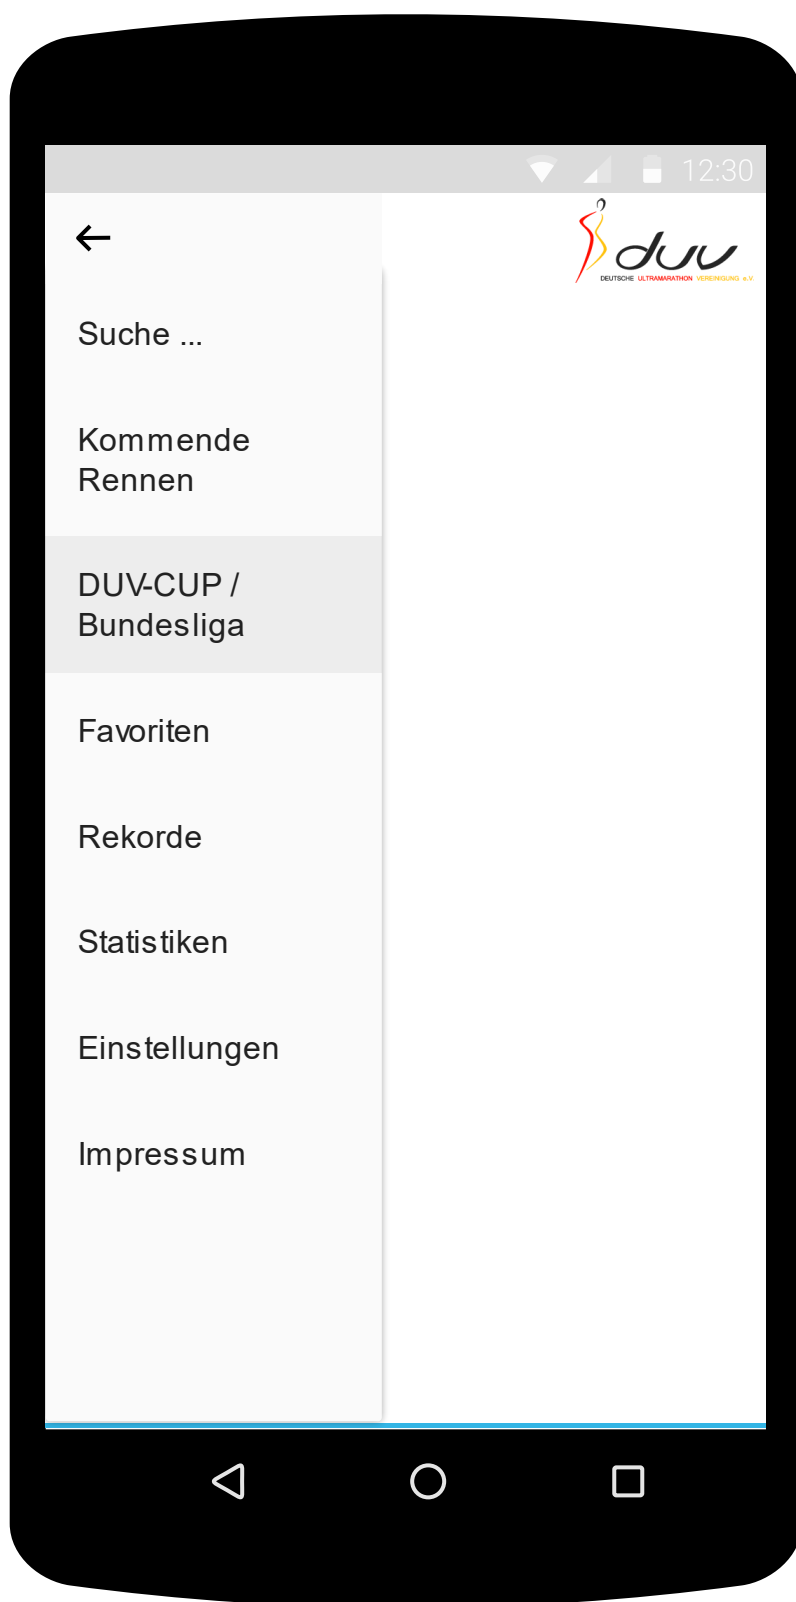 12:30
duv
DEUTSCHE ULTRAMARATHON VEREINIGUNG e.V
Suche ...
Kommende
Rennen
DUV-CUP /
Bundesliga
Favoriten
Rekorde
Statistiken
Einstellungen
Impressum